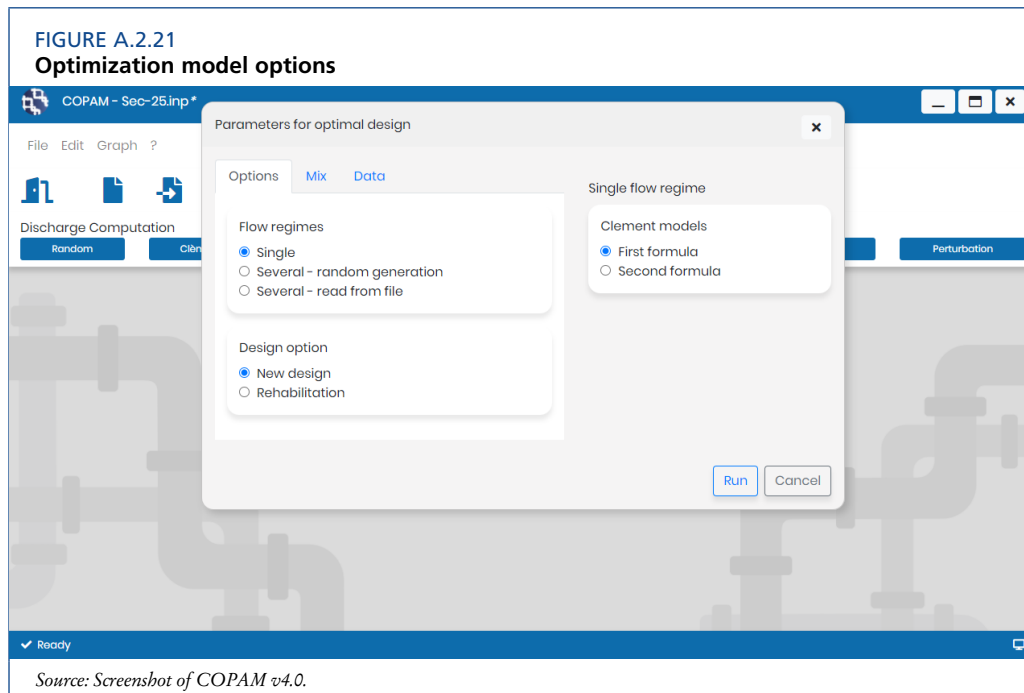 FIGURE A.2.21
Optimization model options
COPAM - Sec-25.inp*
Parameters for optimal design
File Edit Graph ?
Options Mix Data
Single flow regime
Discharge Computation
Random
Perturbation
Flow regimes
Single
Several - random generation
Several - read from file
Clement models
First formula
Second formula
Design option
New design
Rehabilitation
Run Cancel
Ready
Source: Screenshot of COPAM v4.0.